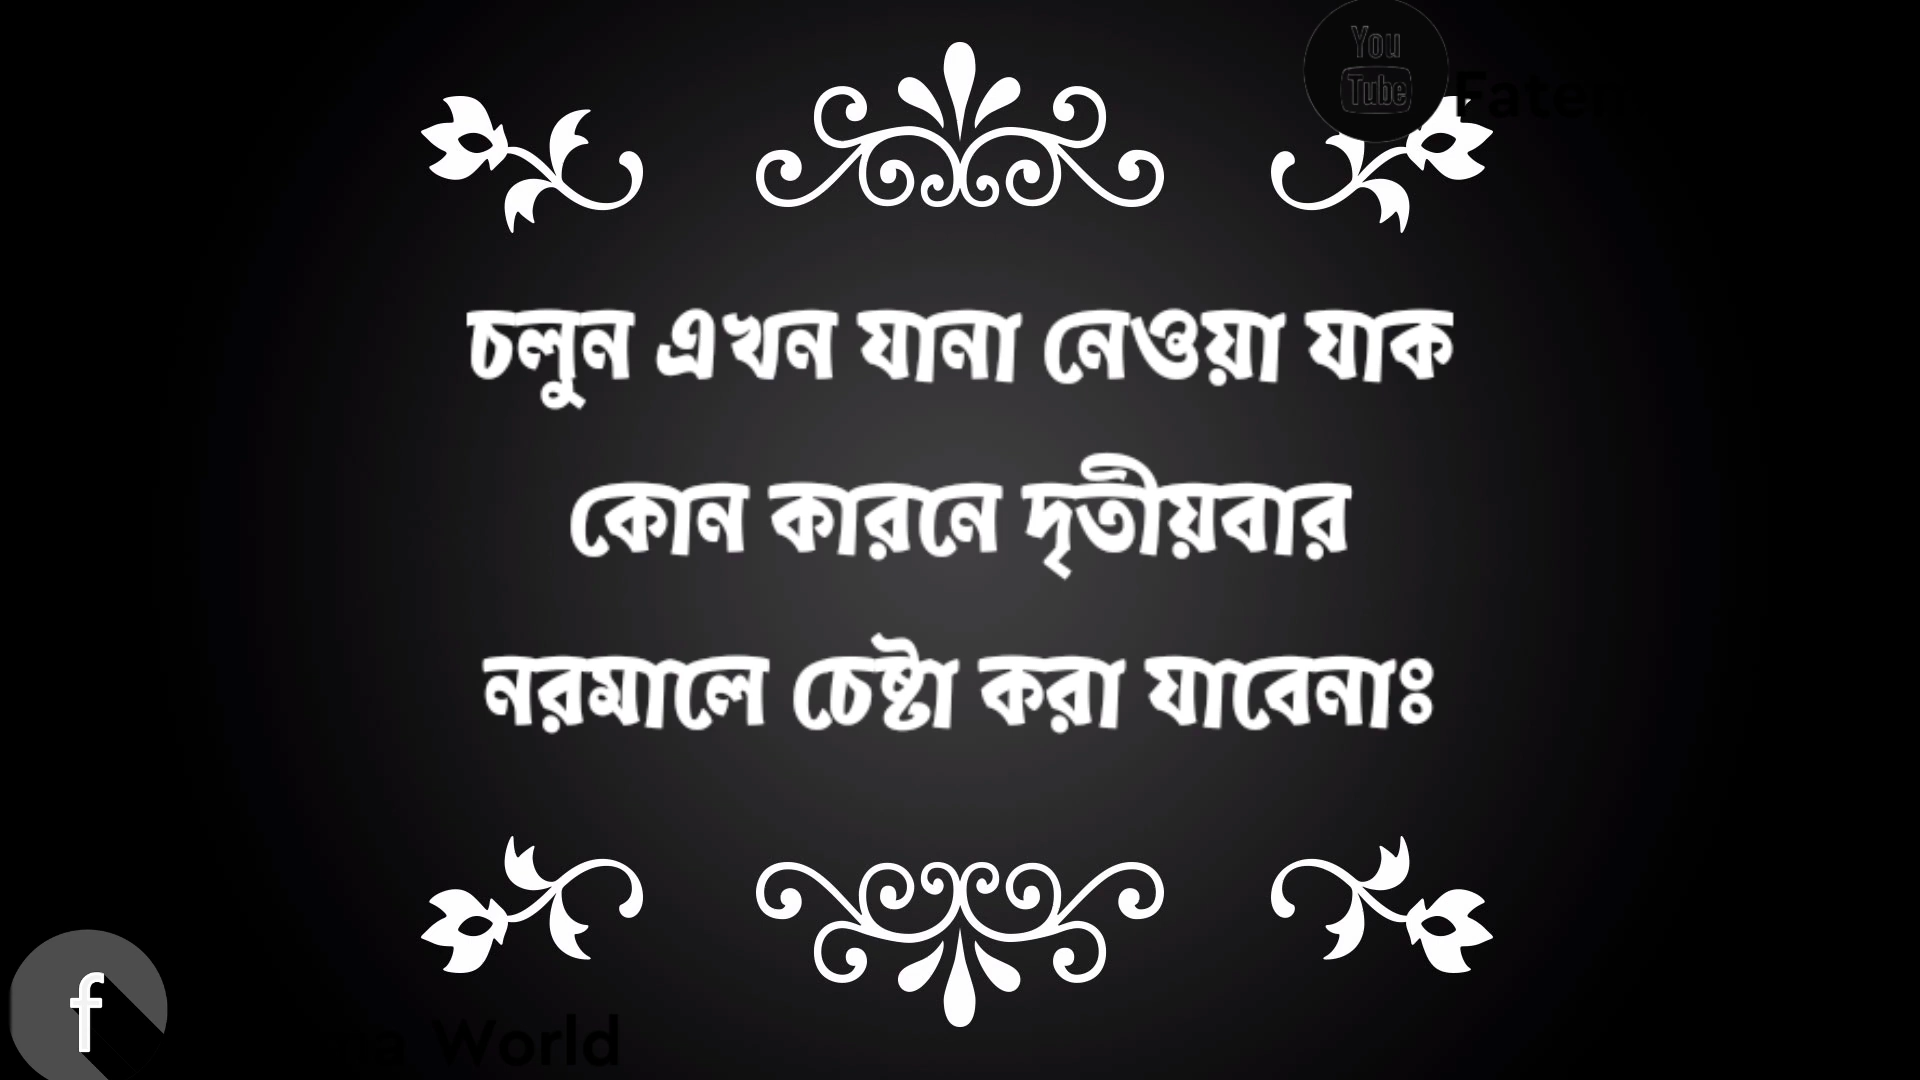 You
Tube
চলুন এখন যানা নেওয়া যাক
কোন কারনে দৃতীয়বার
নরমালে চেষ্টা করা যাবেনাঃ
f
World